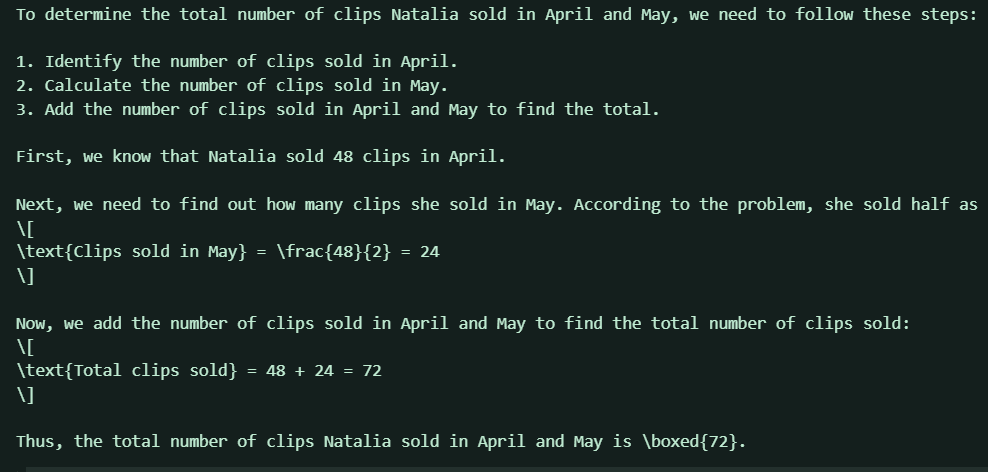 To determine the total number of clips Natalia sold in April and May, we need to follow these steps:
1. Identify the number of clips sold in April.
2. Calculate the number of clips sold in May.
3. Add the number of clips sold in April and May to find the total.
First, we know that Natalia sold 48 clips in April.
Next, we need to find out how many clips she sold in May. According to the problem, she sold half as
\[
\text{Clips sold in May} = \frac{48}{2} = 24
\]
Now, we add the number of clips sold in April and May to find the total number of clips sold:
\[
\text{Total clips sold} = 48 + 24 = 72
\]
Thus, the total number of clips Natalia sold in April and May is \boxed{72}.